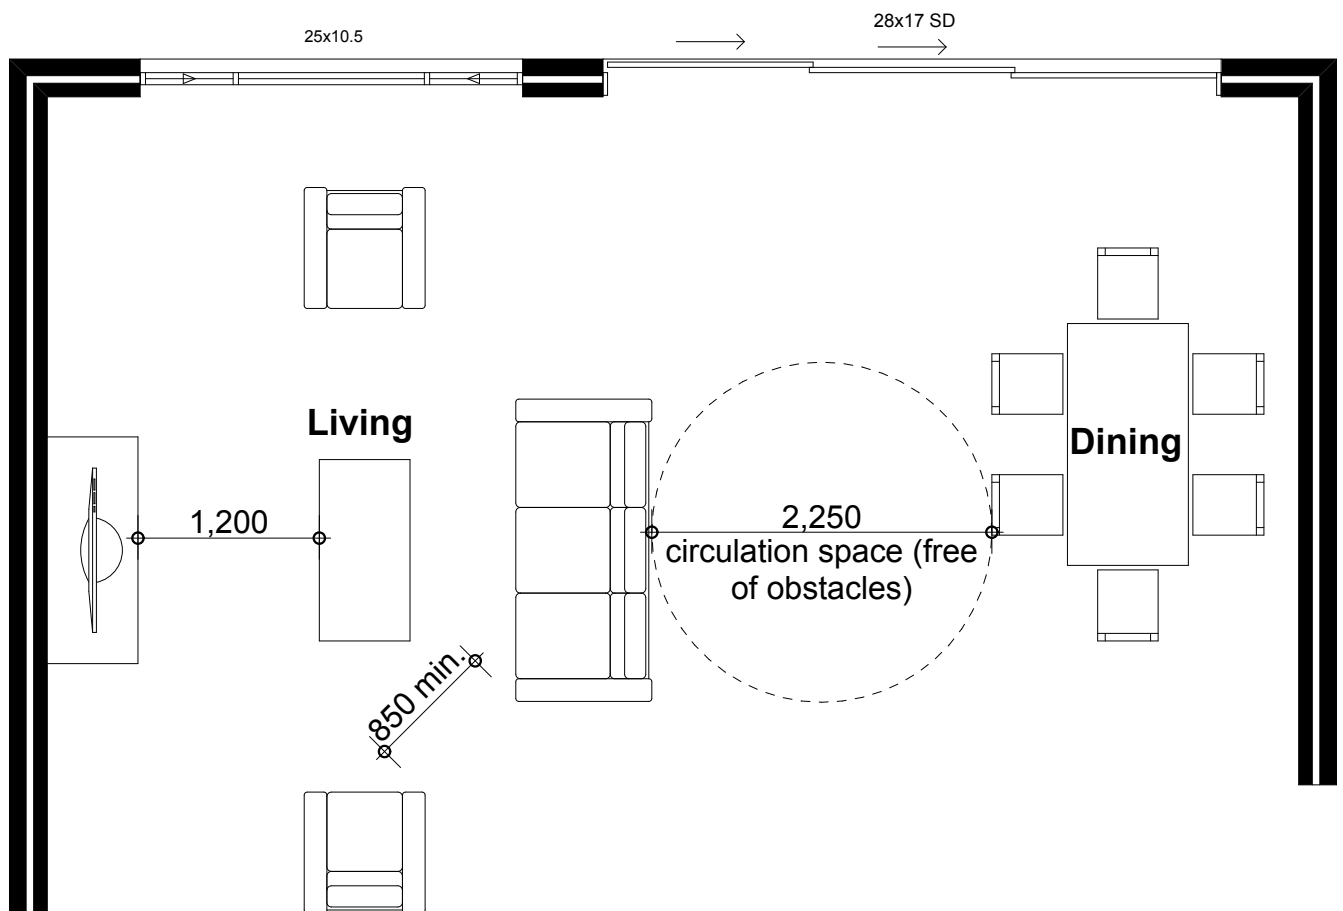 28x17 SD
25x10.5
Living
Dining
1,200
2,250
circulation space (free
of obstacles)
850 min.